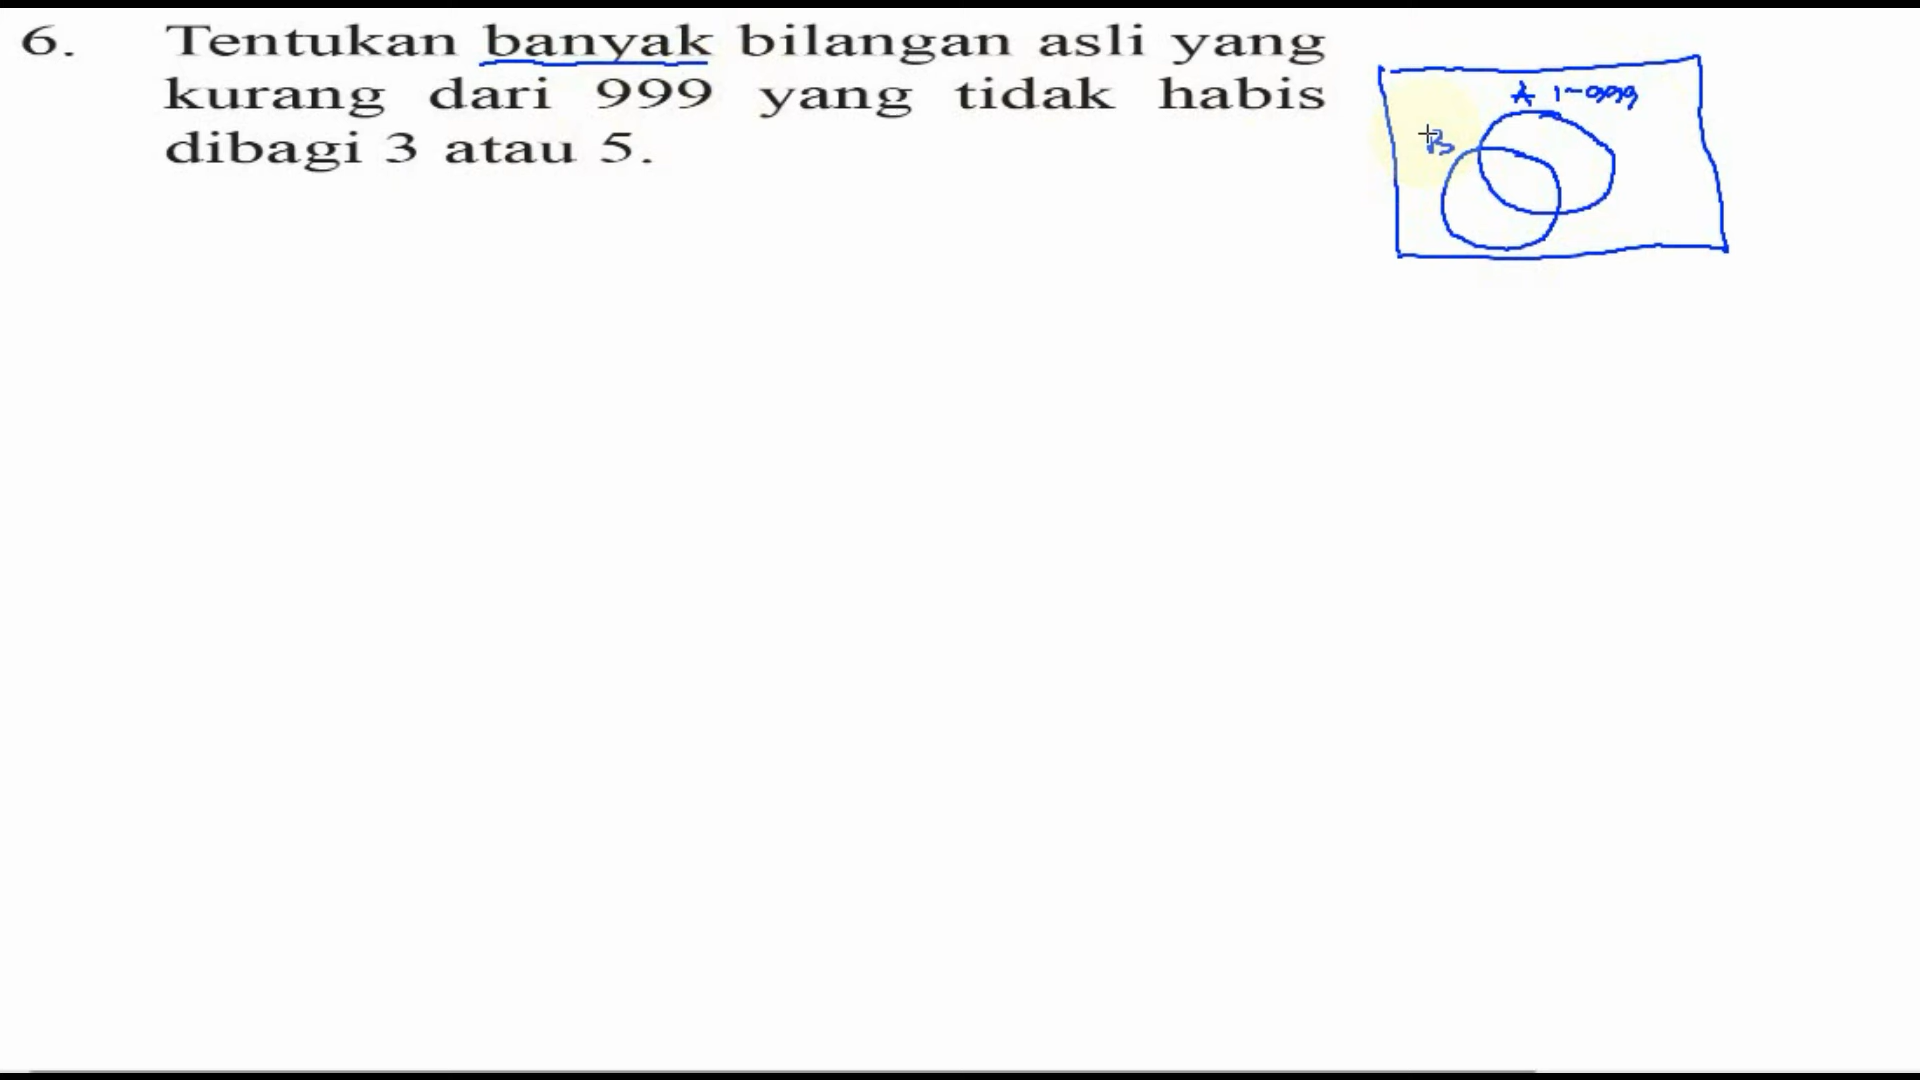 6. Tentukan banyak bilangan asli yang
kurang dari 999 yang tidak habis
dibagi 3 atau 5.
A 1-999
B